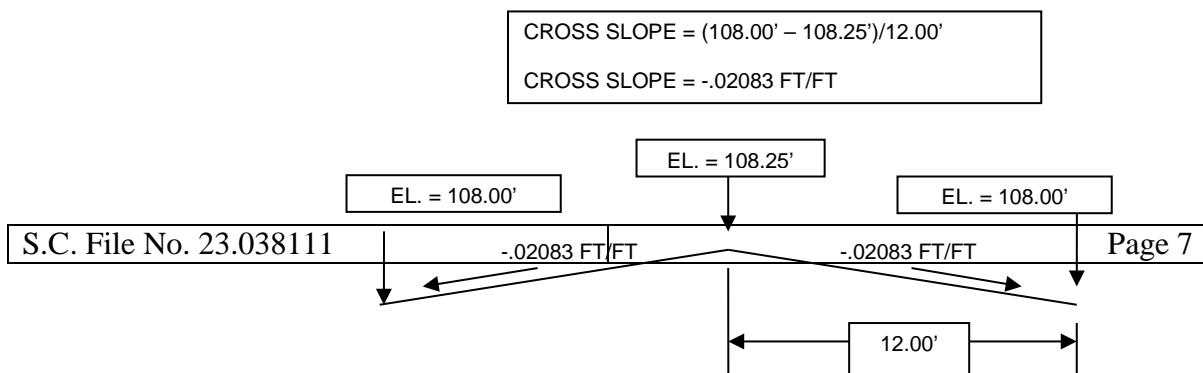 CROSS SLOPE = (108.00’ – 108.25’)/12.00’
CROSS SLOPE = -.02083 FT/FT
EL. = 108.25’
EL. = 108.00’
EL. = 108.00’
S.C. File No. 23.038111
-.02083 FT/FT
-.02083 FT/FT
Page 7
12.00’